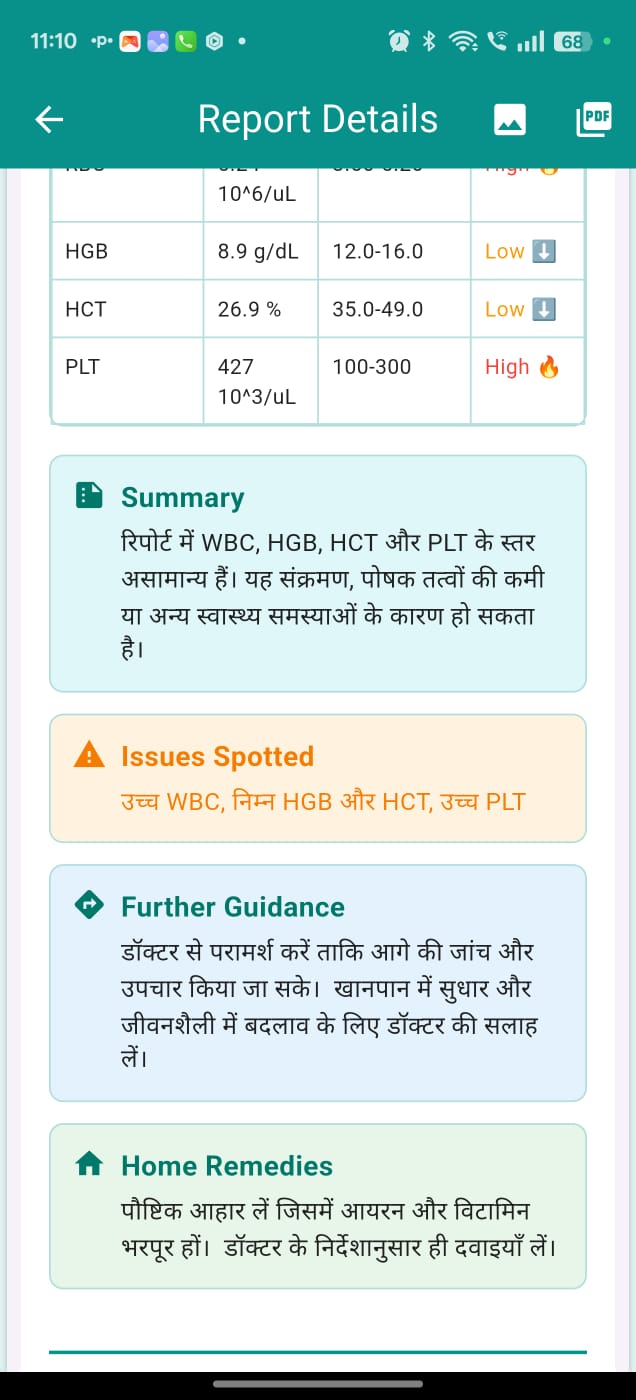 11:10
68
Report Details
PDF
10^6/uL
HGB 8.9 g/dL 12.0-16.0 Low
HCT 26.9 % 35.0-49.0 Low
PLT 427 100-300 High
10^3/uL
Summary
रिपोर्ट में WBC, HGB, HCT और PLT के स्तर
असामान्य हैं। यह संक्रमण, पोषक तत्वों की कमी
या अन्य स्वास्थ्य समस्याओं के कारण हो सकता
है।
Issues Spotted
उच्च WBC, निम्न HGB और HCT, उच्च PLT
Further Guidance
डॉक्टर से परामर्श करें ताकि आगे की जांच और
उपचार किया जा सके। खानपान में सुधार और
जीवनशैली में बदलाव के लिए डॉक्टर की सलाह
लें।
Home Remedies
पौष्टिक आहार लें जिसमें आयरन और विटामिन
भरपूर हों। डॉक्टर के निर्देशानुसार ही दवाइयाँ लें।